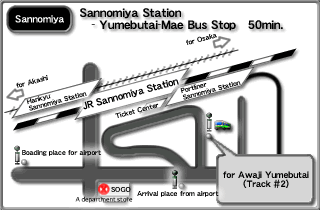 Sannomiya
Sannomiya Station
- Yumebutai-Mae Bus Stop 50min.
for Osaka
for Akashi
Hankyu
Sannomiya Station
JR Sannomiya Station
Portliner
Sannomiya Station
Ticket Center
Boading place for airport
SOGO
A department store
Arrival place from airport
for Awaji Yumebutai
(Track #2)